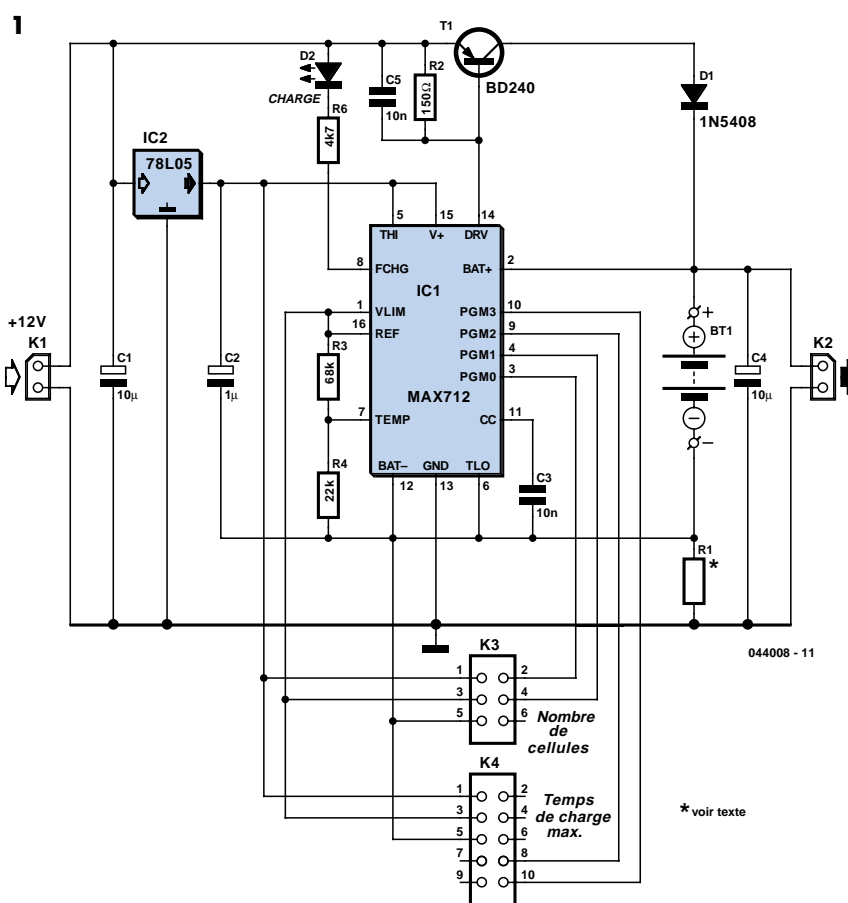 1
T1
BD240
D2
CHARGE
R6
4k7
C5
10n
R2
150Ω
D1
1N5408
IC2
78L05
5
15
14
THI
V+
DRV
8
FCHG
BAT+
2
IC1
1
VLIM
PGM3
10
16
REF
PGM2
9
PGM1
4
PGM0
3
R3
68k
MAX712
7
TEMP
CC
11
R4
22k
BAT–
GND
TLO
12
13
6
C3
10n
+12V
K1
C1
10µ
C2
1µ
+
BT1
–
C4
10µ
K2
R1
*
044008 - 11
K3
1
2
3
4
5
6
Nombre
de
cellules
K4
1
2
3
4
5
6
7
8
9
10
Temps
de charge
max.
* voir texte